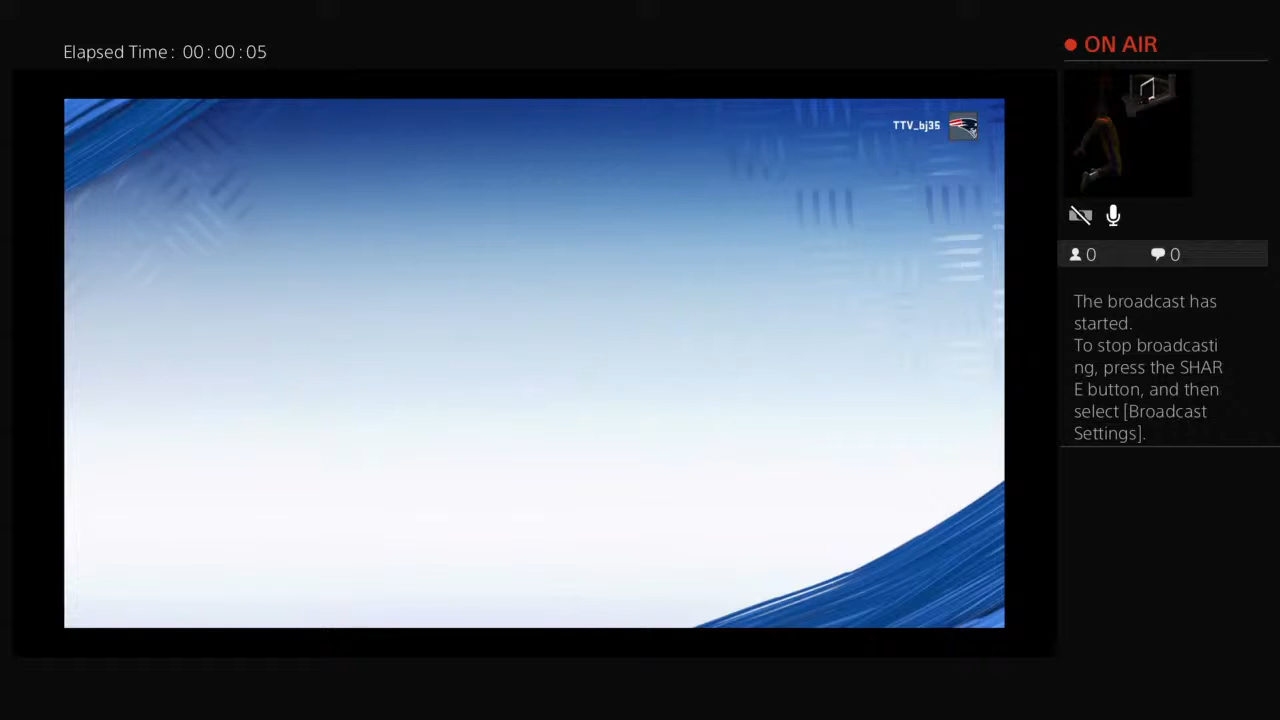 Elapsed Time: 00:00:05
ON AIR
TTV_bj35
0 0
The broadcast has
started.
To stop broadcasti
ng, press the SHAR
E button, and then
select [Broadcast
Settings].